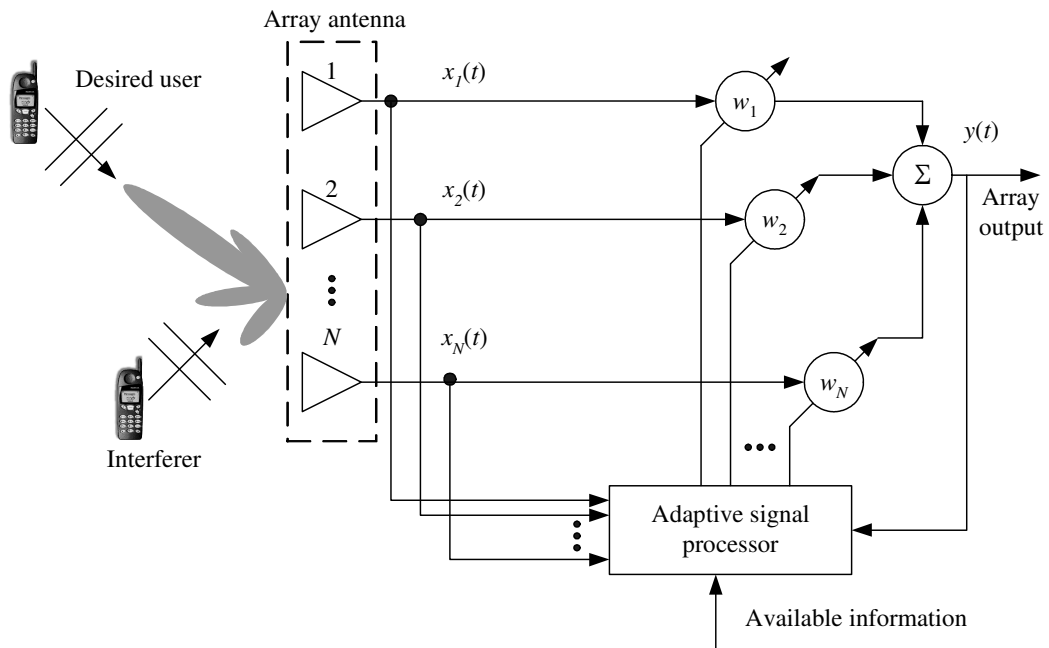 Array antenna
Desired user
1
x1(t)
w1
y(t)
2
x2(t)
w2
Σ
Array
output
N
xN(t)
wN
Interferer
Adaptive signal
processor
Available information